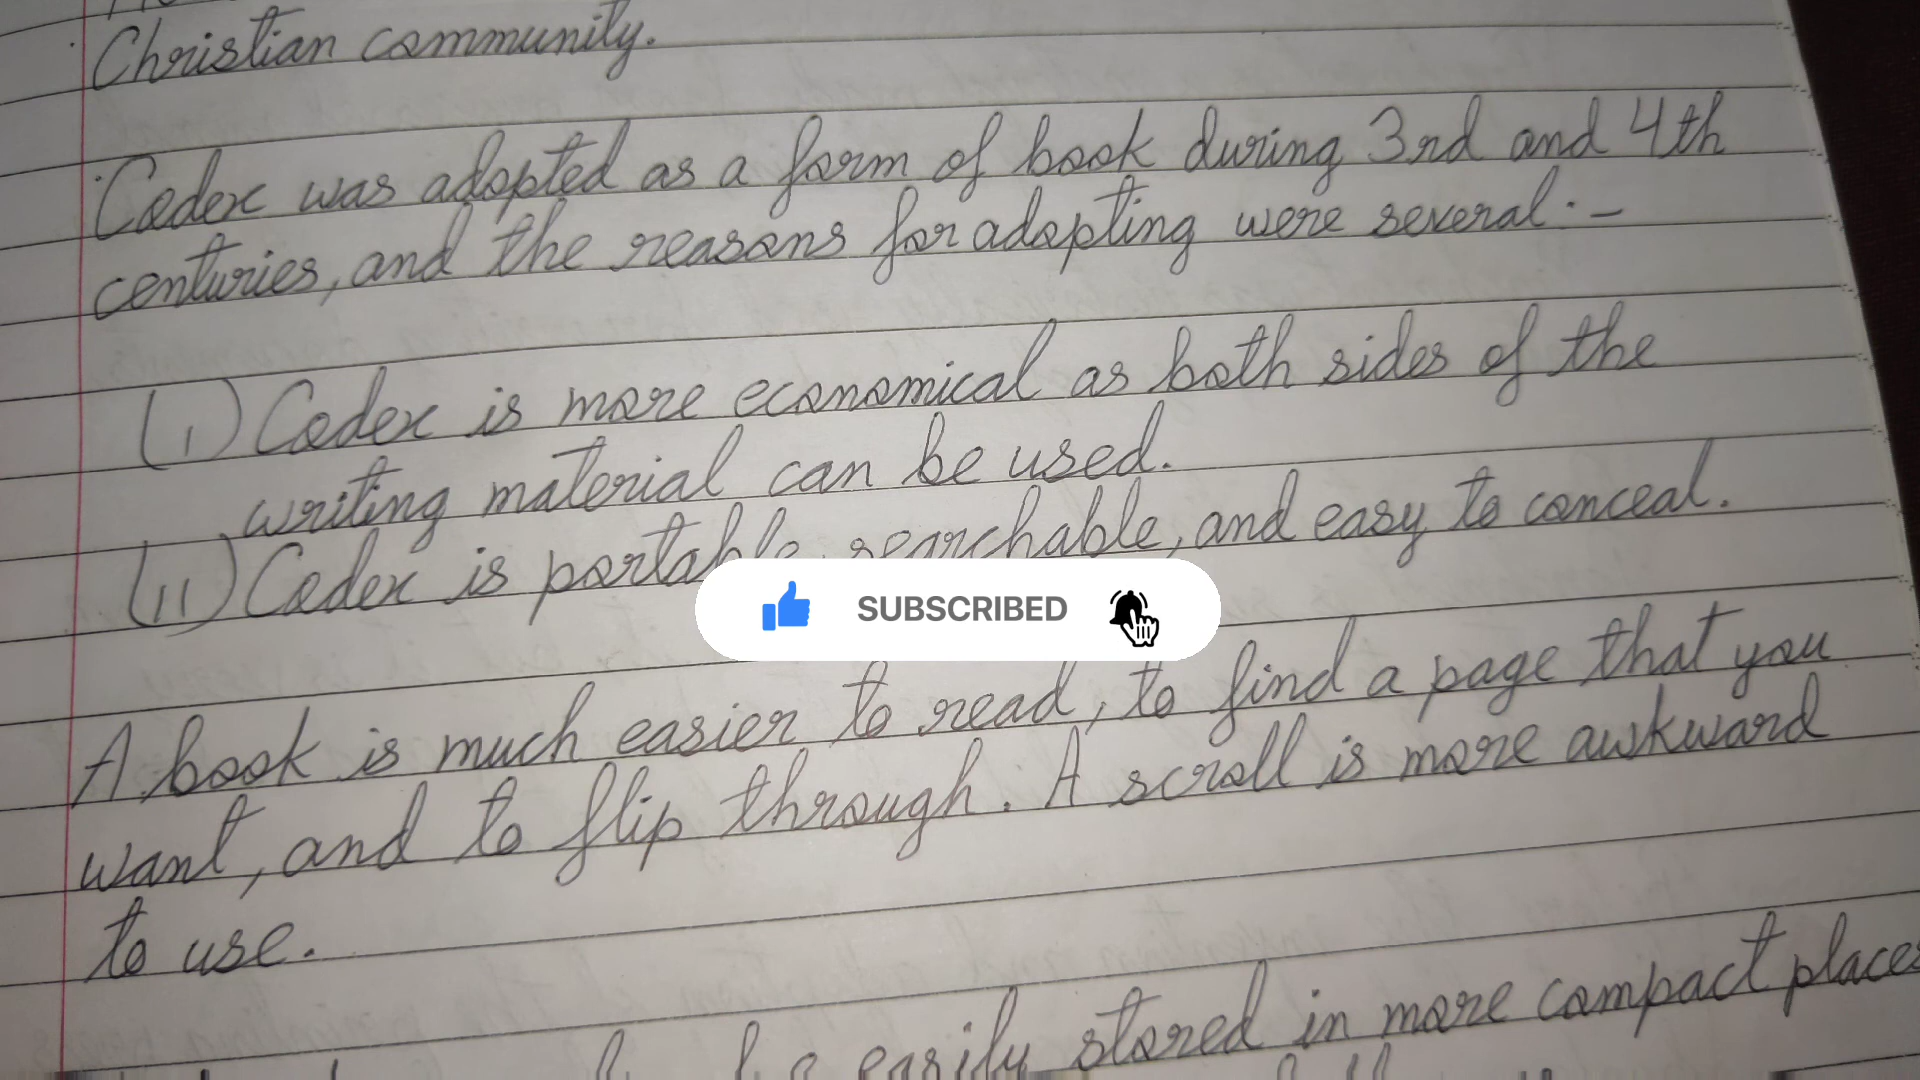 Christian community.
Codex was adopted as a form of book during 3rd and 4th
centuries, and the reasons for adopting were several:-
(i) Codex is more economical as both sides of the
writing material can be used.
(ii) Codex is portable, searchable, and easy to conceal.
SUBSCRIBED
A book is much easier to read, to find a page that you
want, and to flip through. A scroll is more awkward
to use.
easily stored in more compact places